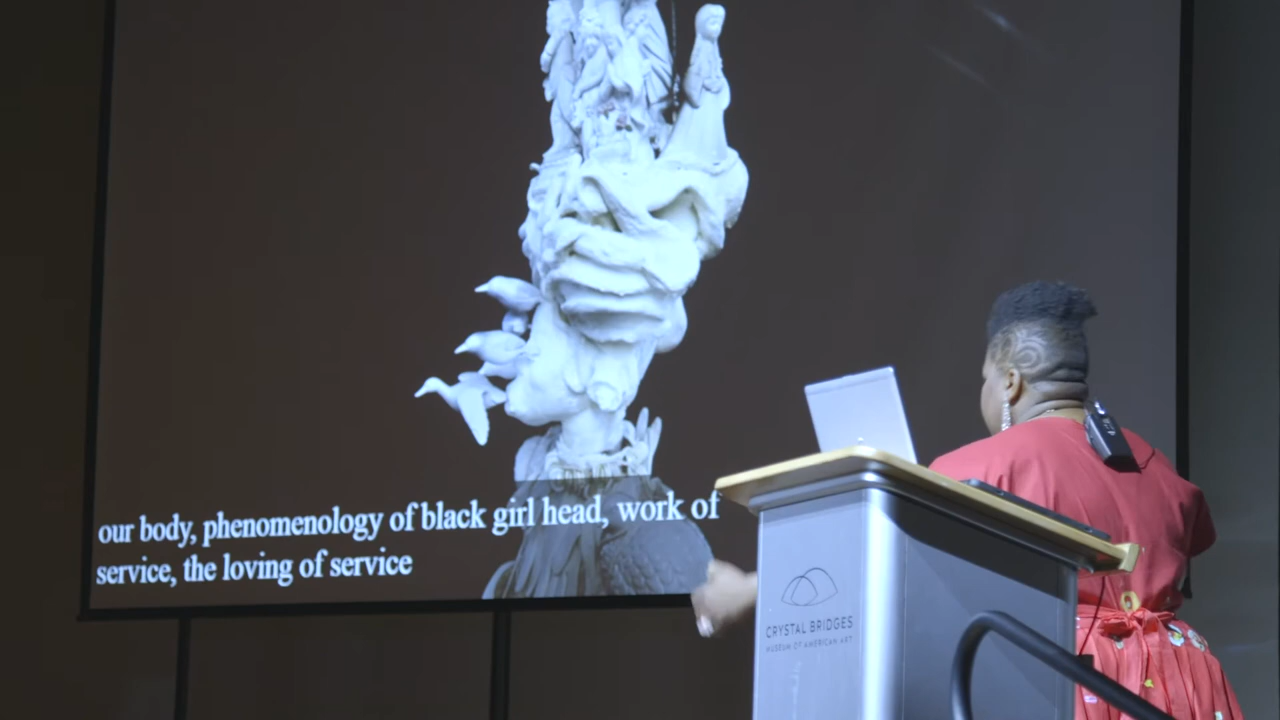 our body, phenomenology of black girl head, work of
service, the loving of service
CRYSTAL BRIDGES
MUSEUM OF AMERICAN ART